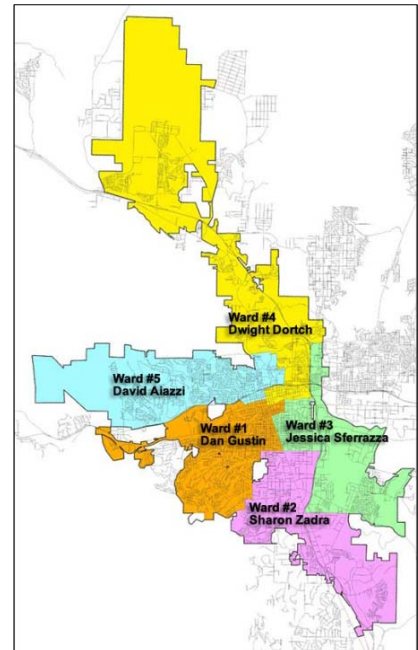 Ward #4
Dwight Dortch
Ward #5
David Aiazzi
Ward #1
Dan Gustin
Ward #3
Jessica Sferrazza
Ward #2
Sharon Zadra